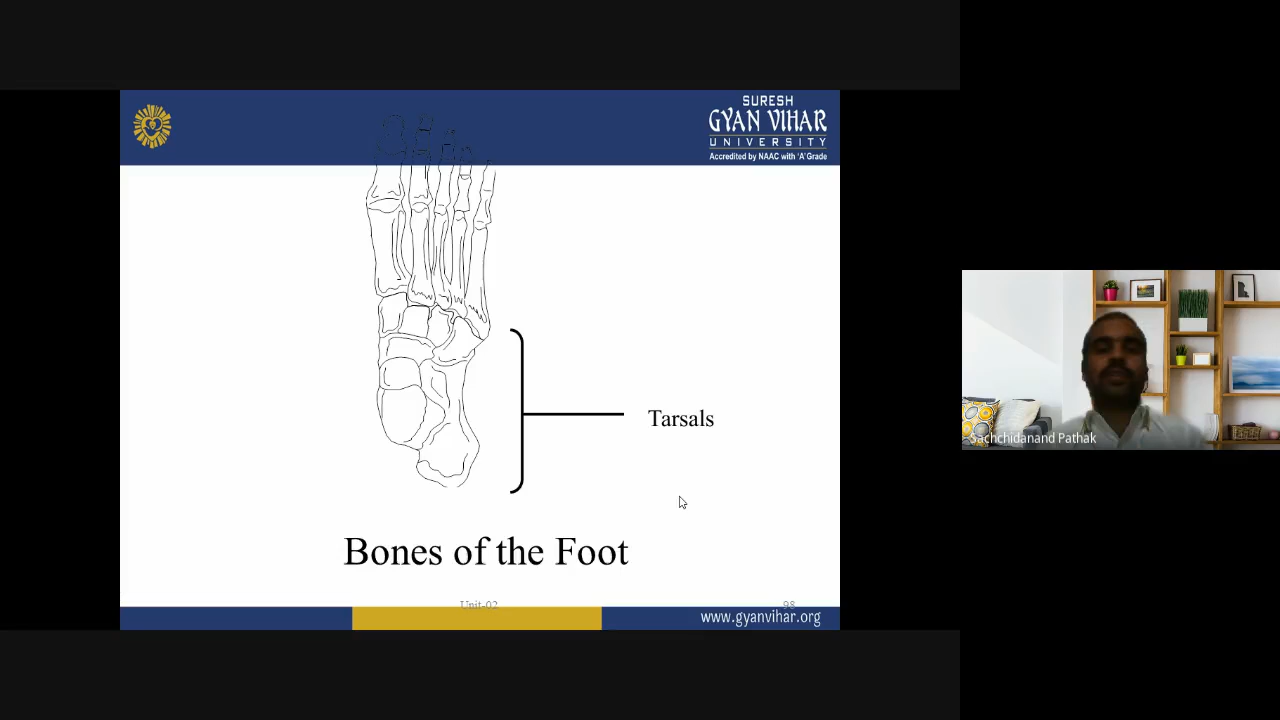 SURESH
GYAN VIHAR
UNIVERSITY
Accredited by NAAC with 'A' Grade
Tarsals
Bones of the Foot
Unit-02
98
www.gyanvihar.org
Sachchidanand Pathak